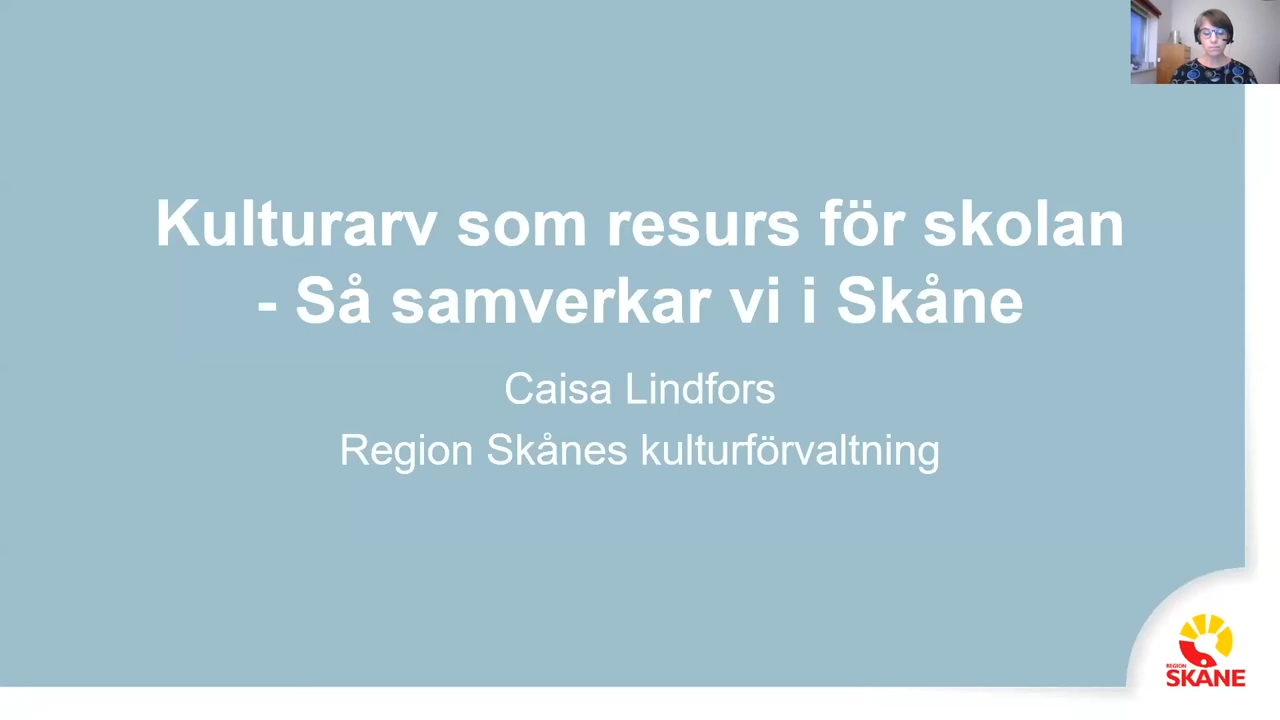 Kulturarv som resurs för skolan
- Så samverkar vi i Skåne
Caisa Lindfors
Region Skånes kulturförvaltning
REGION
SKÅNE